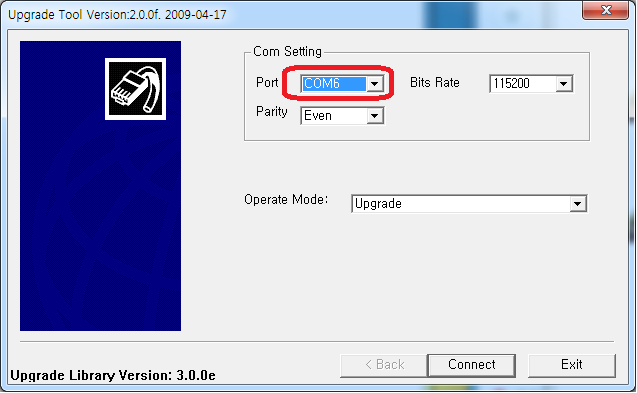 Upgrade Tool Version:2.0.0f. 2009-04-17
Com Setting
Port COM6 Bits Rate 115200
Parity Even
Operate Mode: Upgrade
< Back Connect Exit
Upgrade Library Version: 3.0.0e